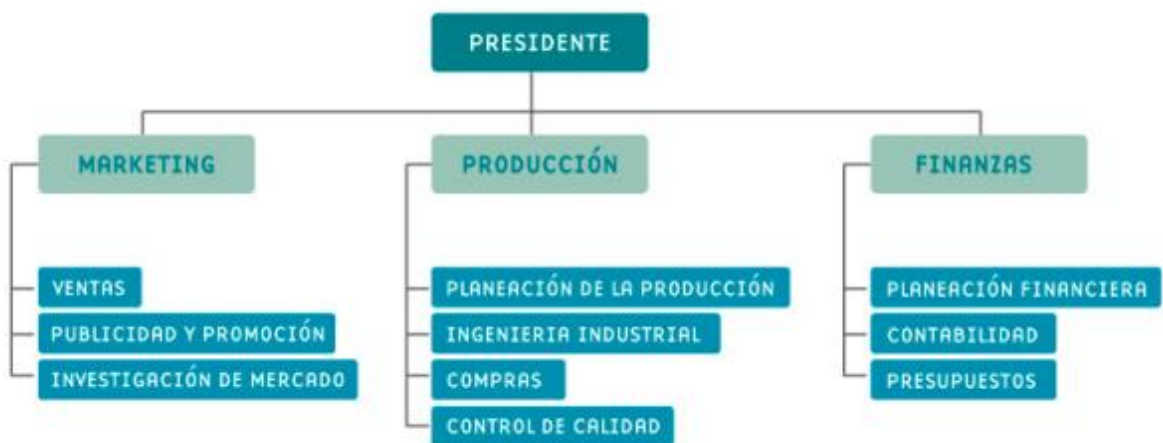 PRESIDENTE
MARKETING
VENTAS
PUBLICIDAD Y PROMOCIÓN
INVESTIGACIÓN DE MERCADO
PRODUCCIÓN
PLANEACIÓN DE LA PRODUCCIÓN
INGENIERIA INDUSTRIAL
COMPRAS
CONTROL DE CALIDAD
FINANZAS
PLANEACIÓN FINANCIERA
CONTABILIDAD
PRESUPUESTOS